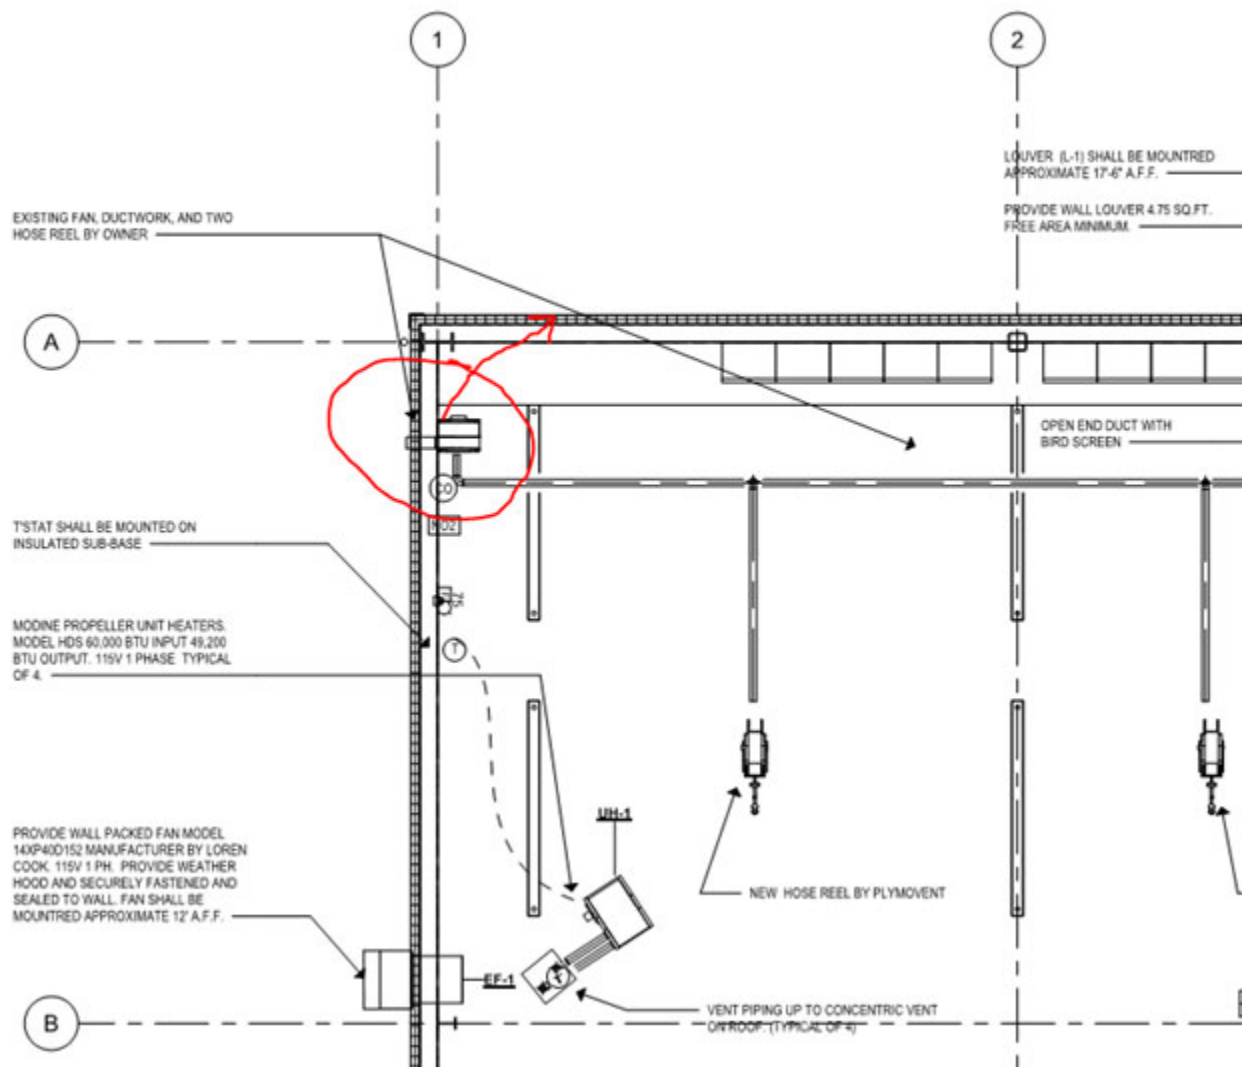 1
2
LOUVER (L-1) SHALL BE MOUNTRED
APPROXIMATE 17'-6" A.F.F.
PROVIDE WALL LOUVER 4.75 SQ.FT.
FREE AREA MINIMUM.
EXISTING FAN, DUCTWORK, AND TWO
HOSE REEL BY OWNER
A
OPEN END DUCT WITH
BIRD SCREEN
CO
NO2
T'STAT SHALL BE MOUNTED ON
INSULATED SUB-BASE
75
MODINE PROPELLER UNIT HEATERS.
MODEL HDS 60,000 BTU INPUT 49,200
BTU OUTPUT. 115V 1 PHASE TYPICAL
OF 4.
T
UH-1
PROVIDE WALL PACKED FAN MODEL
14XP40D152 MANUFACTURER BY LOREN
COOK. 115V 1 PH. PROVIDE WEATHER
HOOD AND SECURELY FASTENED AND
SEALED TO WALL. FAN SHALL BE
MOUNTRED APPROXIMATE 12' A.F.F.
NEW HOSE REEL BY PLYMOVENT
EF-1
VENT PIPING UP TO CONCENTRIC VENT
ON ROOF. (TYPICAL OF 4)
B